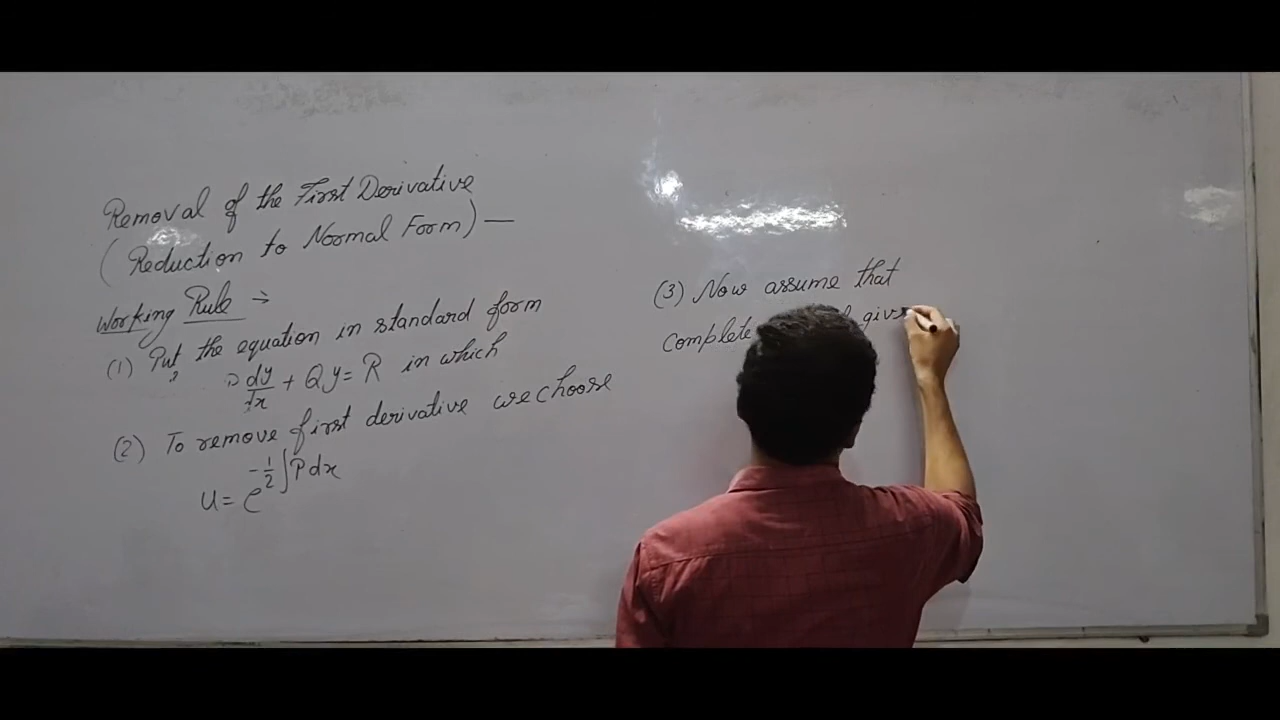 Removal of the First Derivative
(Reduction to Normal Form) —
Working Rule ⇒
(1) Put the equation in standard form
dy/dx + Qy = R in which
(2) To remove first derivative we choose
u = e^{-1/2 ∫P dx}
(3) Now assume that
complete